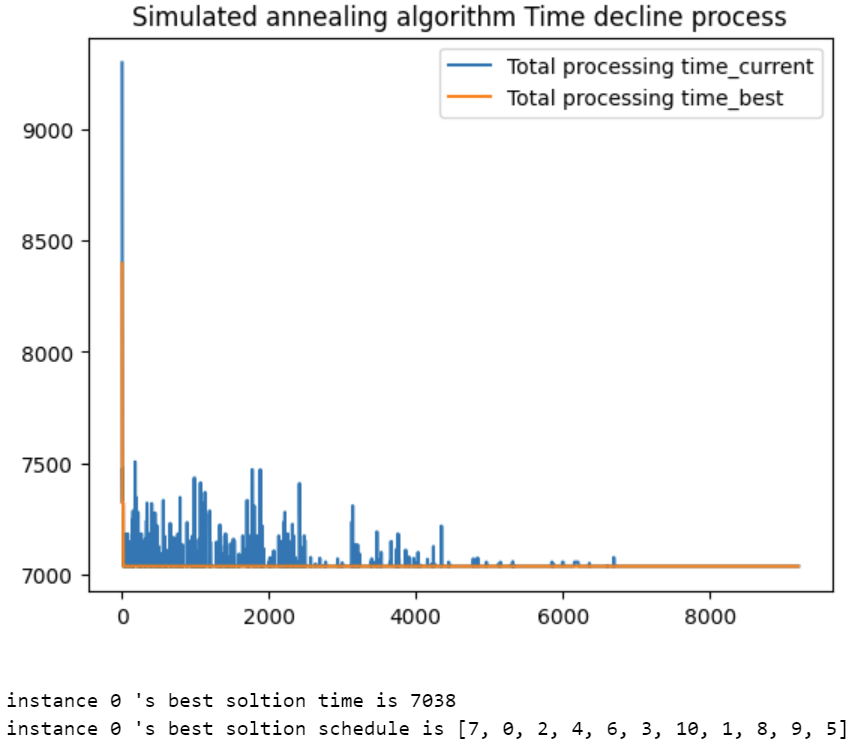 Simulated annealing algorithm Time decline process
Total processing time_current
Total processing time_best
9000
8500
8000
7500
7000
0 2000 4000 6000 8000
instance 0 's best soltion time is 7038
instance 0 's best soltion schedule is [7, 0, 2, 4, 6, 3, 10, 1, 8, 9, 5]